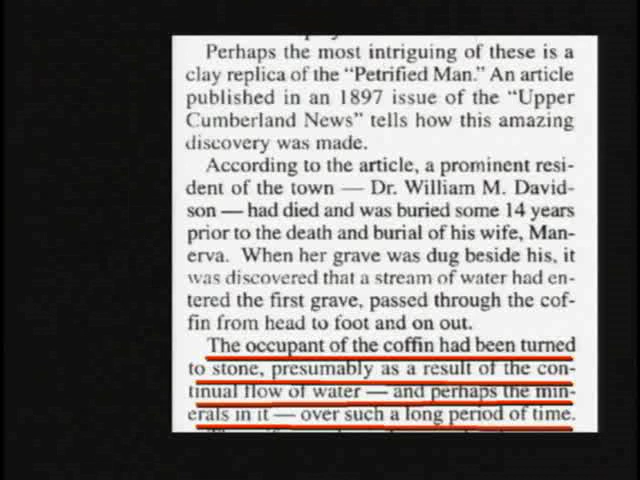 Perhaps the most intriguing of these is a
clay replica of the “Petrified Man.” An article
published in an 1897 issue of the “Upper
Cumberland News” tells how this amazing
discovery was made.
According to the article, a prominent resi-
dent of the town — Dr. William M. David-
son — had died and was buried some 14 years
prior to the death and burial of his wife, Man-
erva. When her grave was dug beside his, it
was discovered that a stream of water had en-
tered the first grave, passed through the cof-
fin from head to foot and on out.
The occupant of the coffin had been turned
to stone, presumably as a result of the con-
tinual flow of water — and perhaps the min-
erals in it — over such a long period of time.